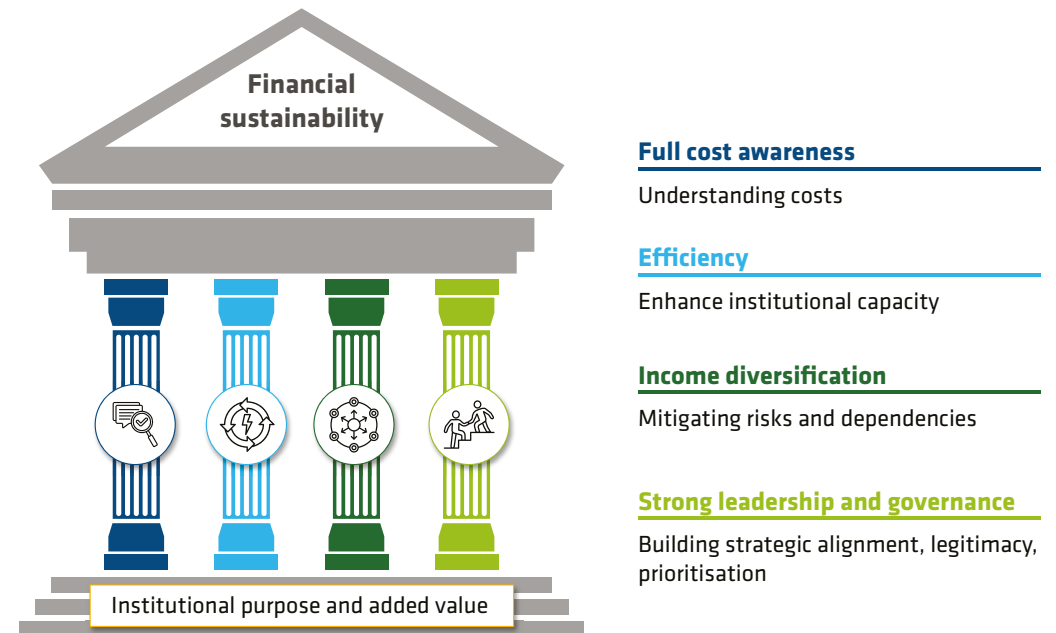 Financial
sustainability
Full cost awareness
Understanding costs
Efficiency
Enhance institutional capacity
Income diversification
Mitigating risks and dependencies
Strong leadership and governance
Building strategic alignment, legitimacy,
prioritisation
Institutional purpose and added value